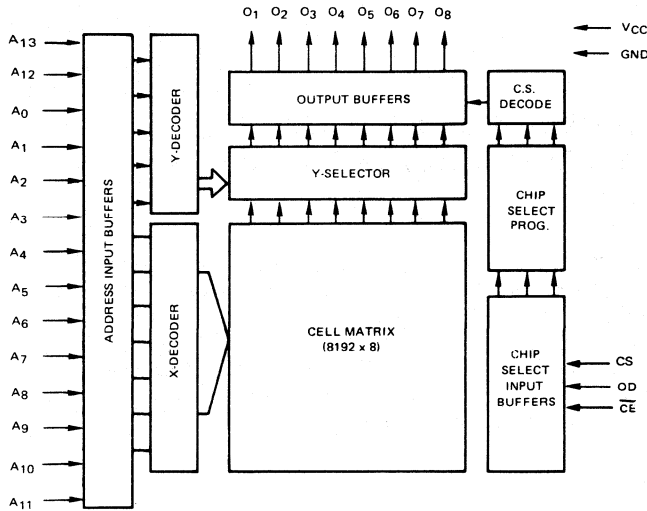 O1 O2 O3 O4 O5 O6 O7 O8
VCC
GND
A13
A12
A0
A1
A2
A3
A4
A5
A6
A7
A8
A9
A10
A11
ADDRESS INPUT BUFFERS
Y-DECODER
X-DECODER
OUTPUT BUFFERS
Y-SELECTOR
CELL MATRIX
(8192 x 8)
C.S.
DECODE
CHIP
SELECT
PROG.
CHIP
SELECT
INPUT
BUFFERS
CS
OD
C̅E̅